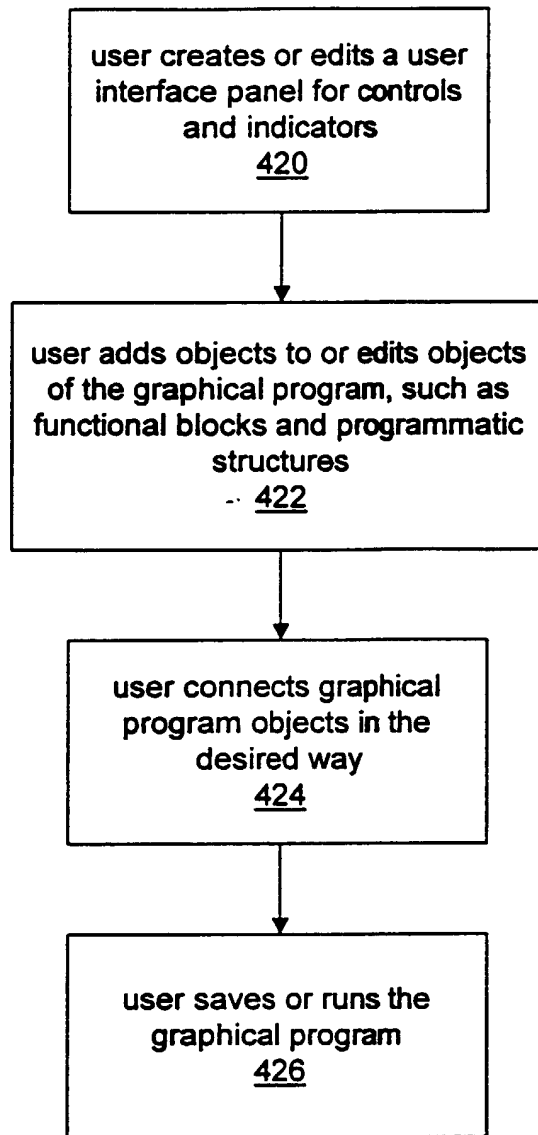 user creates or edits a user
interface panel for controls
and indicators
420
user adds objects to or edits objects
of the graphical program, such as
functional blocks and programmatic
structures
422
user connects graphical
program objects in the
desired way
424
user saves or runs the
graphical program
426